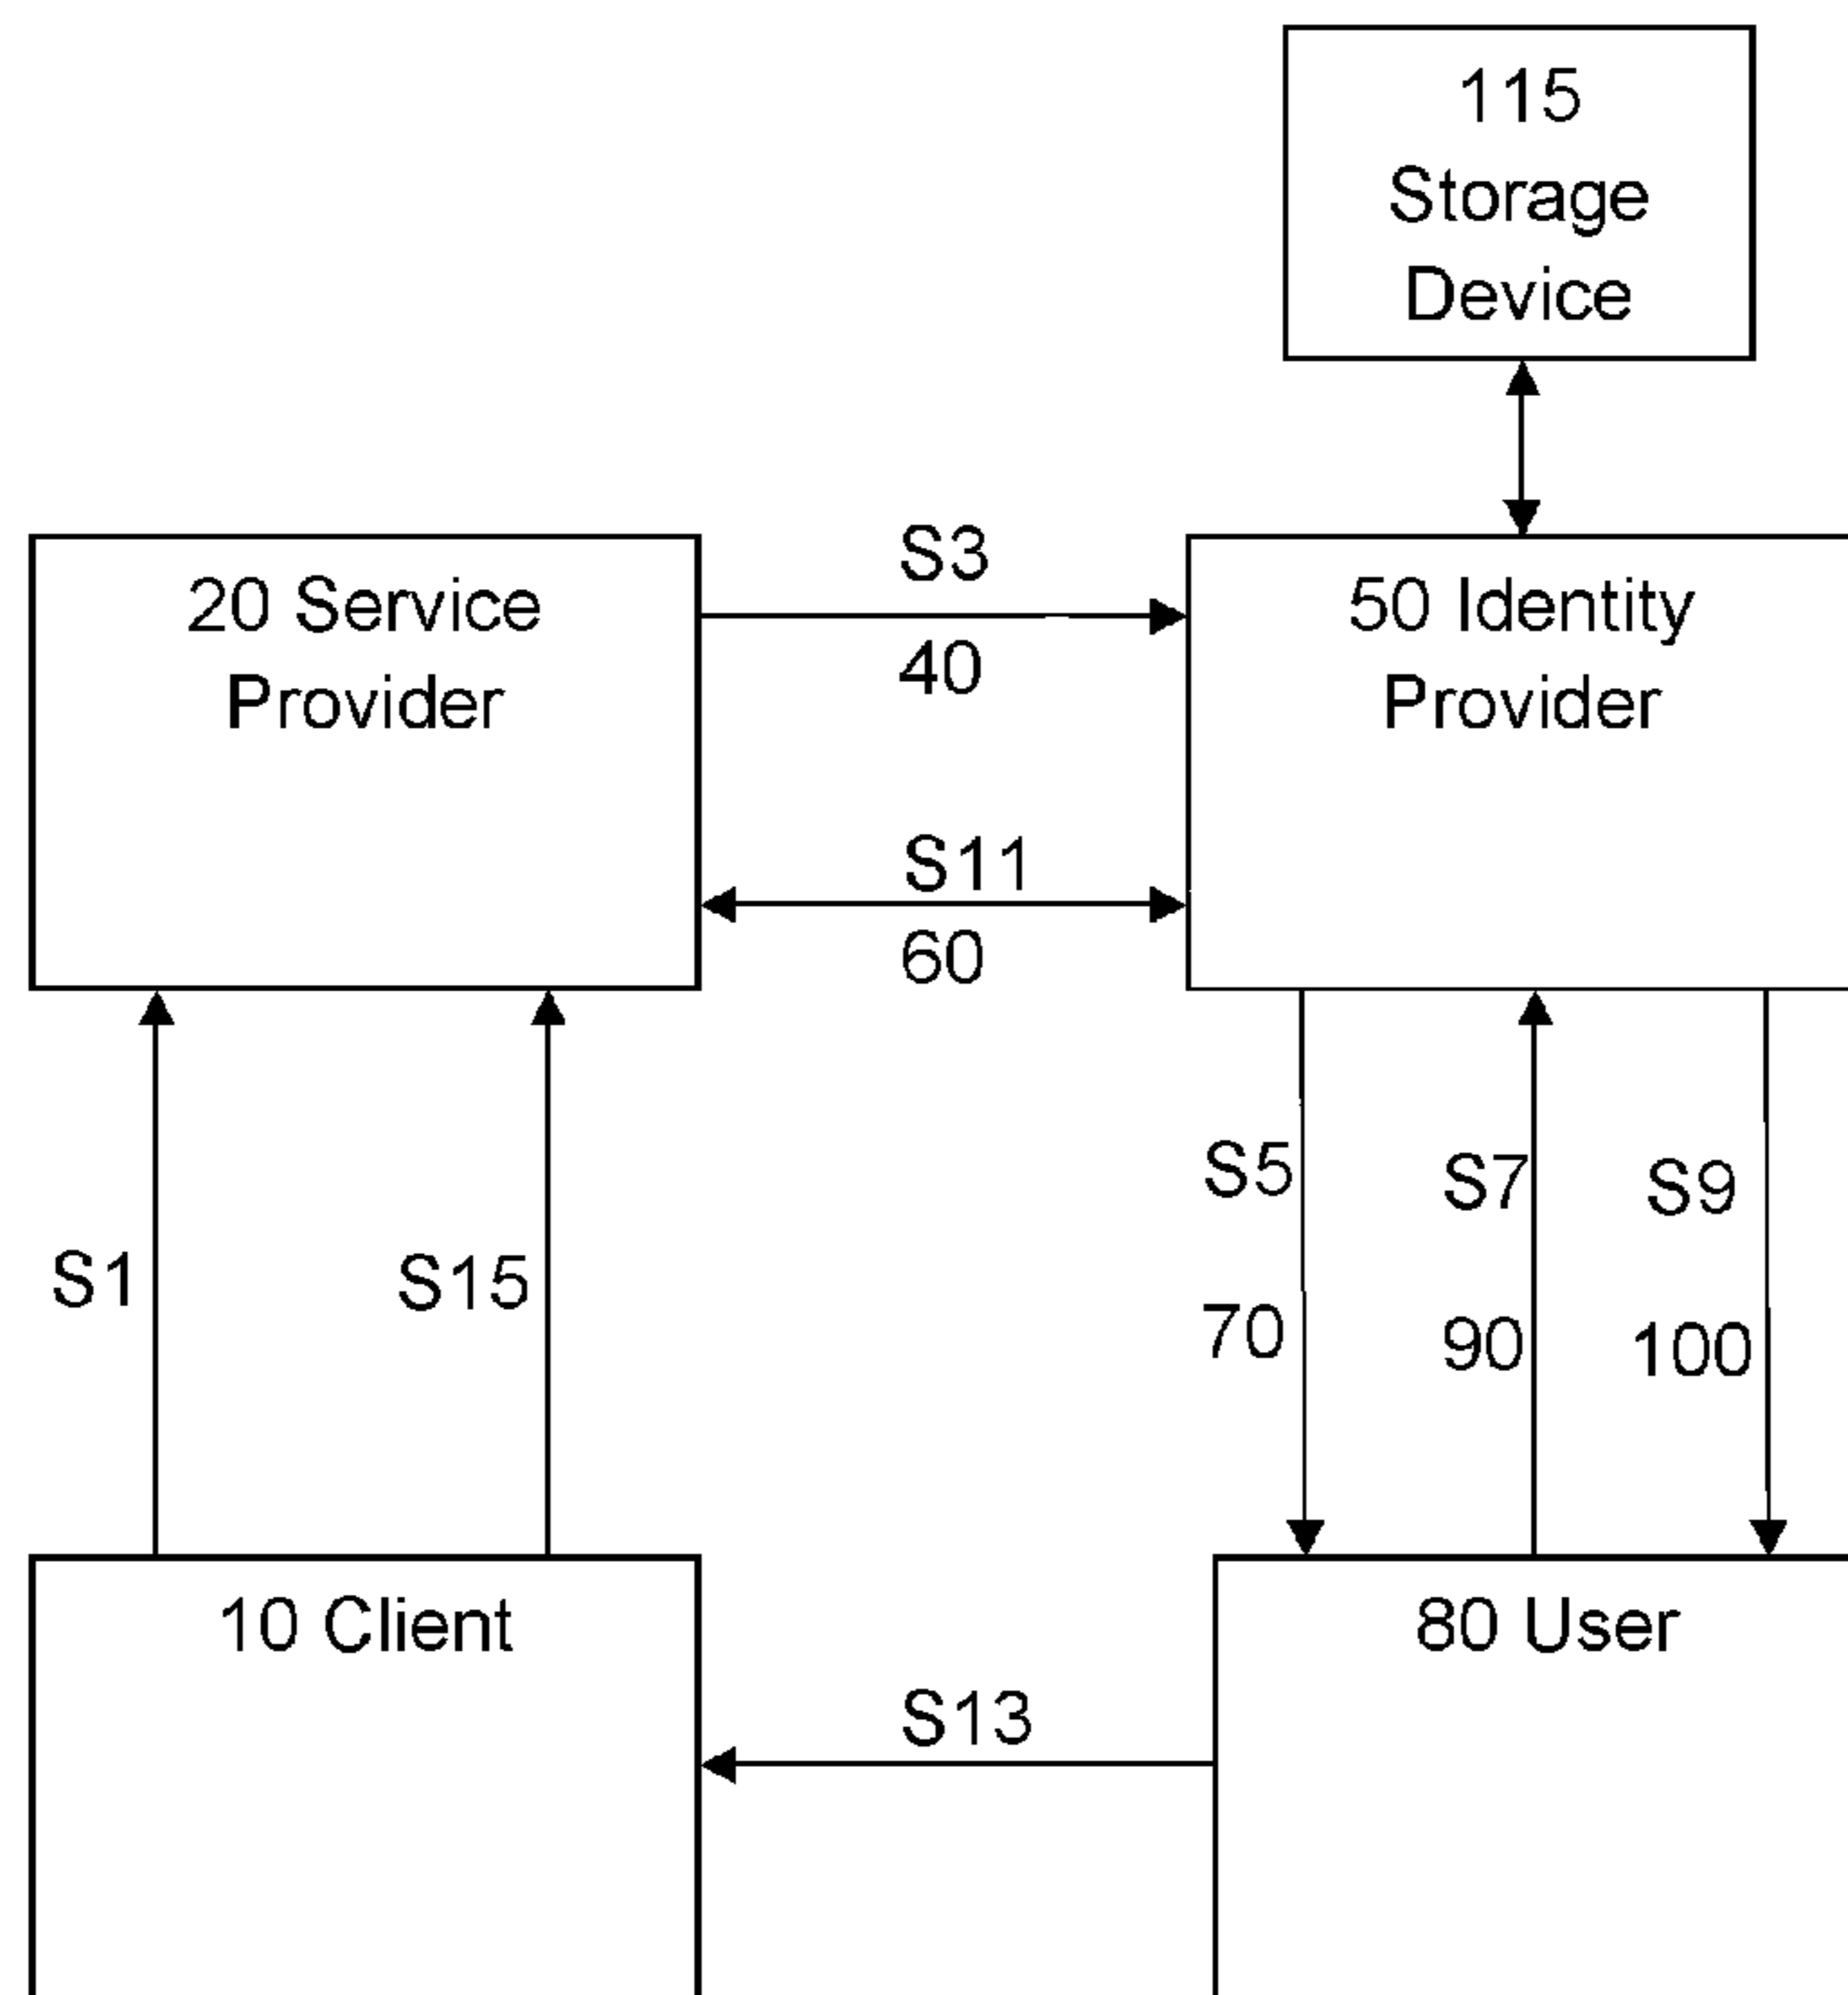 115
Storage
Device
20 Service
Provider
S3
40
50 Identity
Provider
S11
60
S1
S15
S5
70
S7
90
S9
100
10 Client
80 User
S13